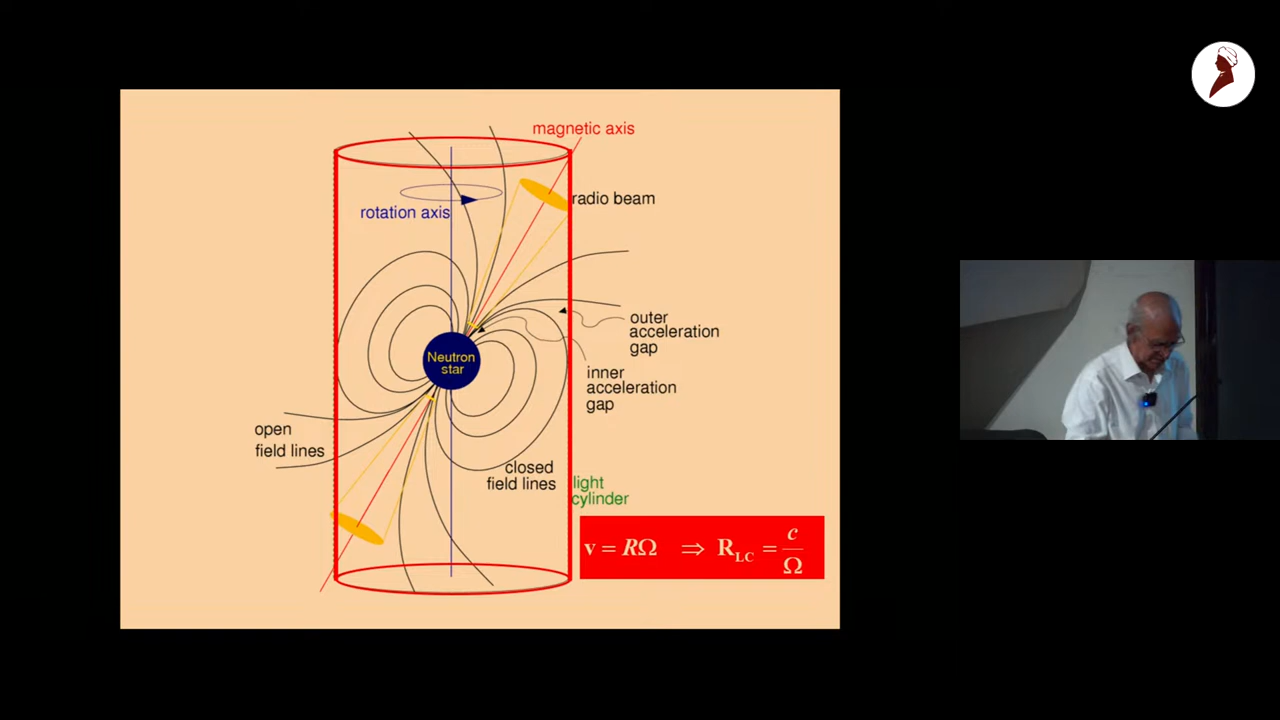 magnetic axis
radio beam
rotation axis
outer
acceleration
gap
Neutron
star
inner
acceleration
gap
open
field lines
closed
field lines
light
cylinder
v = RΩ ⇒ R_LC = c/Ω